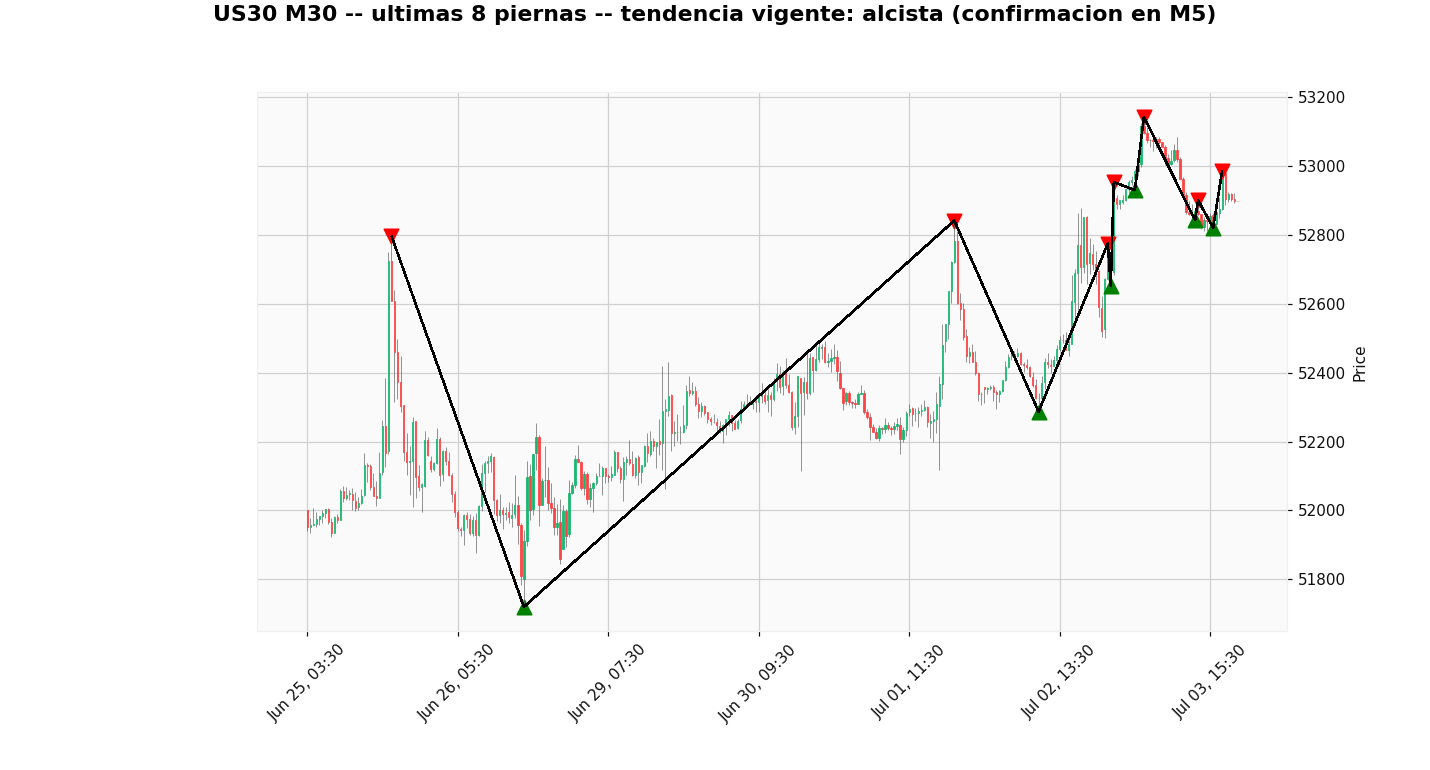 US30 M30 -- ultimas 8 piernas -- tendencia vigente: alcista (confirmacion en M5)
53200
53000
52800
52600
52400
52200
52000
51800
Price
Jun 25, 03:30
Jun 26, 05:30
Jun 29, 07:30
Jun 30, 09:30
Jul 01, 11:30
Jul 02, 13:30
Jul 03, 15:30